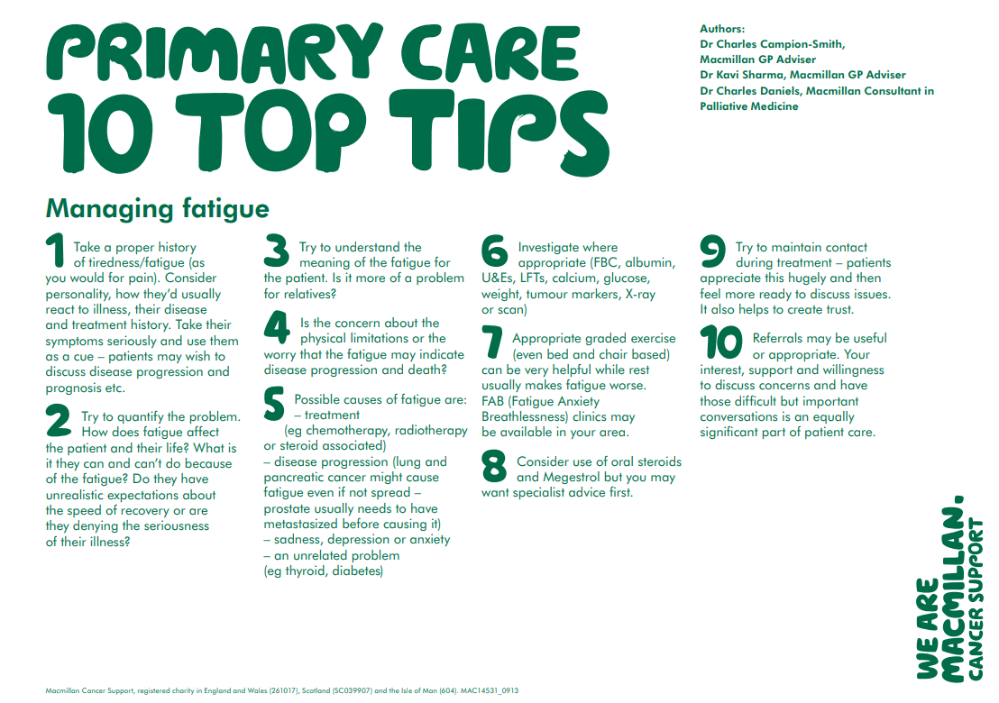 PRIMARY CARE
10 TOP TIPS
Authors:
Dr Charles Campion-Smith,
Macmillan GP Adviser
Dr Kavi Sharma, Macmillan GP Adviser
Dr Charles Daniels, Macmillan Consultant in
Palliative Medicine
Managing fatigue
1 Take a proper history
of tiredness/fatigue (as
you would for pain). Consider
personality, how they’d usually
react to illness, their disease
and treatment history. Take their
symptoms seriously and use them
as a cue – patients may wish to
discuss disease progression and
prognosis etc.
2 Try to quantify the problem.
How does fatigue affect
the patient and their life? What is
it they can and can’t do because
of the fatigue? Do they have
unrealistic expectations about
the speed of recovery or are
they denying the seriousness
of their illness?
3 Try to understand the
meaning of the fatigue for
the patient. Is it more of a problem
for relatives?
4 Is the concern about the
physical limitations or the
worry that the fatigue may indicate
disease progression and death?
5 Possible causes of fatigue are:
– treatment
(eg chemotherapy, radiotherapy
or steroid associated)
– disease progression (lung and
pancreatic cancer might cause
fatigue even if not spread –
prostate usually needs to have
metastasized before causing it)
– sadness, depression or anxiety
– an unrelated problem
(eg thyroid, diabetes)
6 Investigate where
appropriate (FBC, albumin,
U&Es, LFTs, calcium, glucose,
weight, tumour markers, X-ray
or scan)
7 Appropriate graded exercise
(even bed and chair based)
can be very helpful while rest
usually makes fatigue worse.
FAB (Fatigue Anxiety
Breathlessness) clinics may
be available in your area.
8 Consider use of oral steroids
and Megestrol but you may
want specialist advice first.
9 Try to maintain contact
during treatment – patients
appreciate this hugely and then
feel more ready to discuss issues.
It also helps to create trust.
10 Referrals may be useful
or appropriate. Your
interest, support and willingness
to discuss concerns and have
those difficult but important
conversations is an equally
significant part of patient care.
WE ARE
MACMILLAN.
CANCER SUPPORT
Macmillan Cancer Support, registered charity in England and Wales (261017), Scotland (SC039907) and the Isle of Man (604). MAC14531_0913